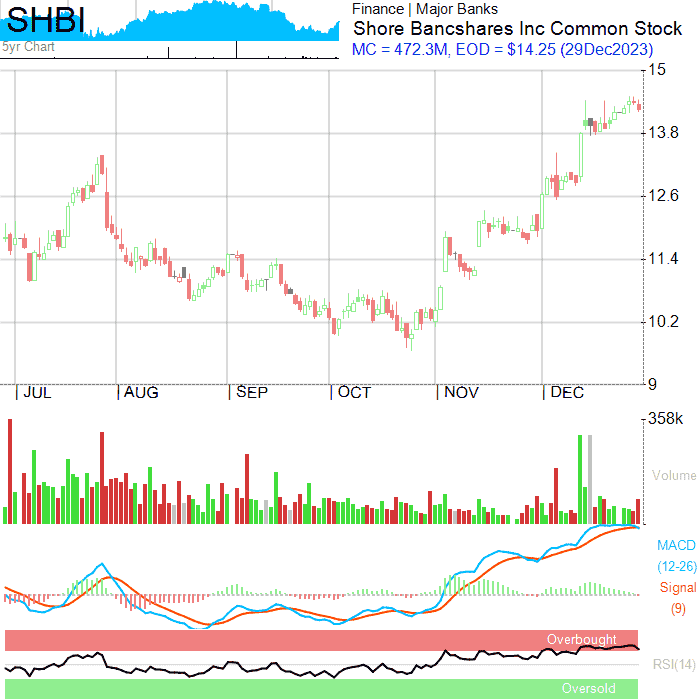 SHBI
5yr Chart
Finance | Major Banks
Shore Bancshares Inc Common Stock
MC = 472.3M, EOD = $14.25 (29Dec2023)
15
13.8
12.6
11.4
10.2
9
| JUL | AUG | SEP | OCT | NOV | DEC
358k
Volume
MACD
(12-26)
Signal
(9)
Overbought
RSI(14)
Oversold